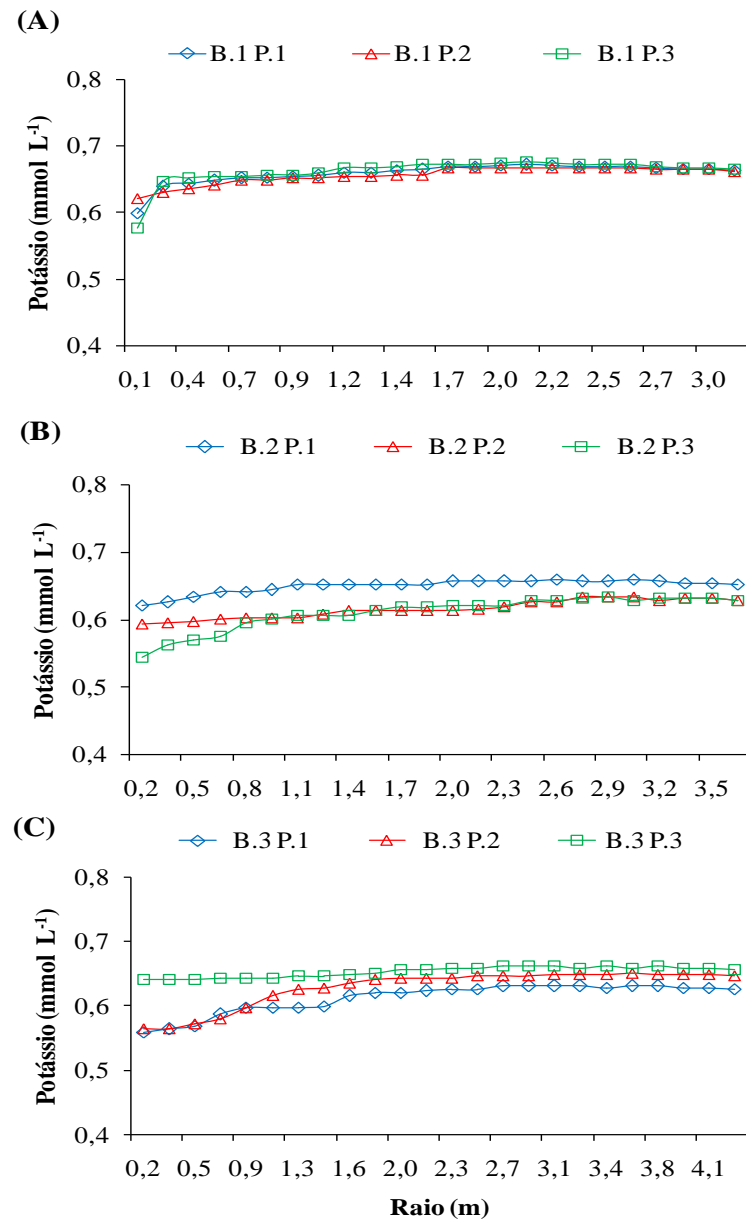 (A)
B.1 P.1 B.1 P.2 B.1 P.3
Potássio (mmol L-1)
0,8
0,7
0,6
0,5
0,4
0,1 0,4 0,7 0,9 1,2 1,4 1,7 2,0 2,2 2,5 2,7 3,0
(B)
B.2 P.1 B.2 P.2 B.2 P.3
Potássio (mmol L-1)
0,8
0,7
0,6
0,5
0,4
0,2 0,5 0,8 1,1 1,4 1,7 2,0 2,3 2,6 2,9 3,2 3,5
(C)
B.3 P.1 B.3 P.2 B.3 P.3
Potássio (mmol L-1)
0,8
0,7
0,6
0,5
0,4
0,2 0,5 0,9 1,3 1,6 2,0 2,3 2,7 3,1 3,4 3,8 4,1
Raio (m)